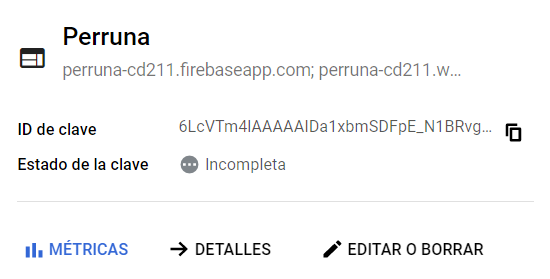 Perruna
perruna-cd211.firebaseapp.com; perruna-cd211.w...
ID de clave 6LcVTm4IAAAAAIDa1xbmSDFpE_N1BRvg...
Estado de la clave Incompleta
MÉTRICAS DETALLES EDITAR O BORRAR